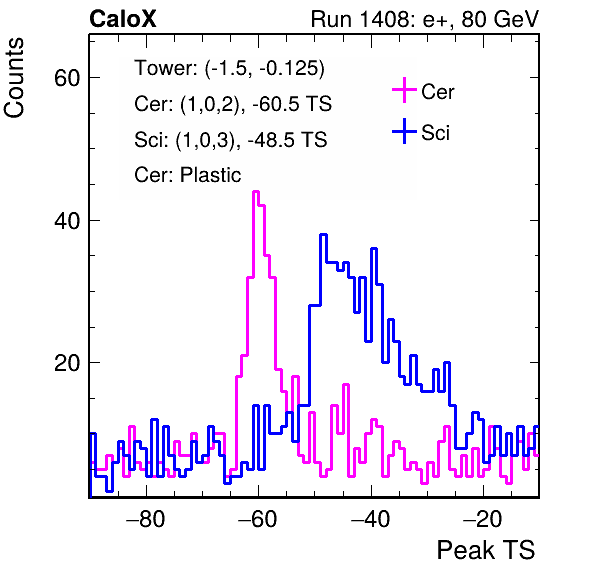 CaloX Run 1408: e+, 80 GeV
Counts
Tower: (-1.5, -0.125)
Cer: (1,0,2), -60.5 TS
Sci: (1,0,3), -48.5 TS
Cer: Plastic
Cer
Sci
60
40
20
−80 −60 −40 −20
Peak TS